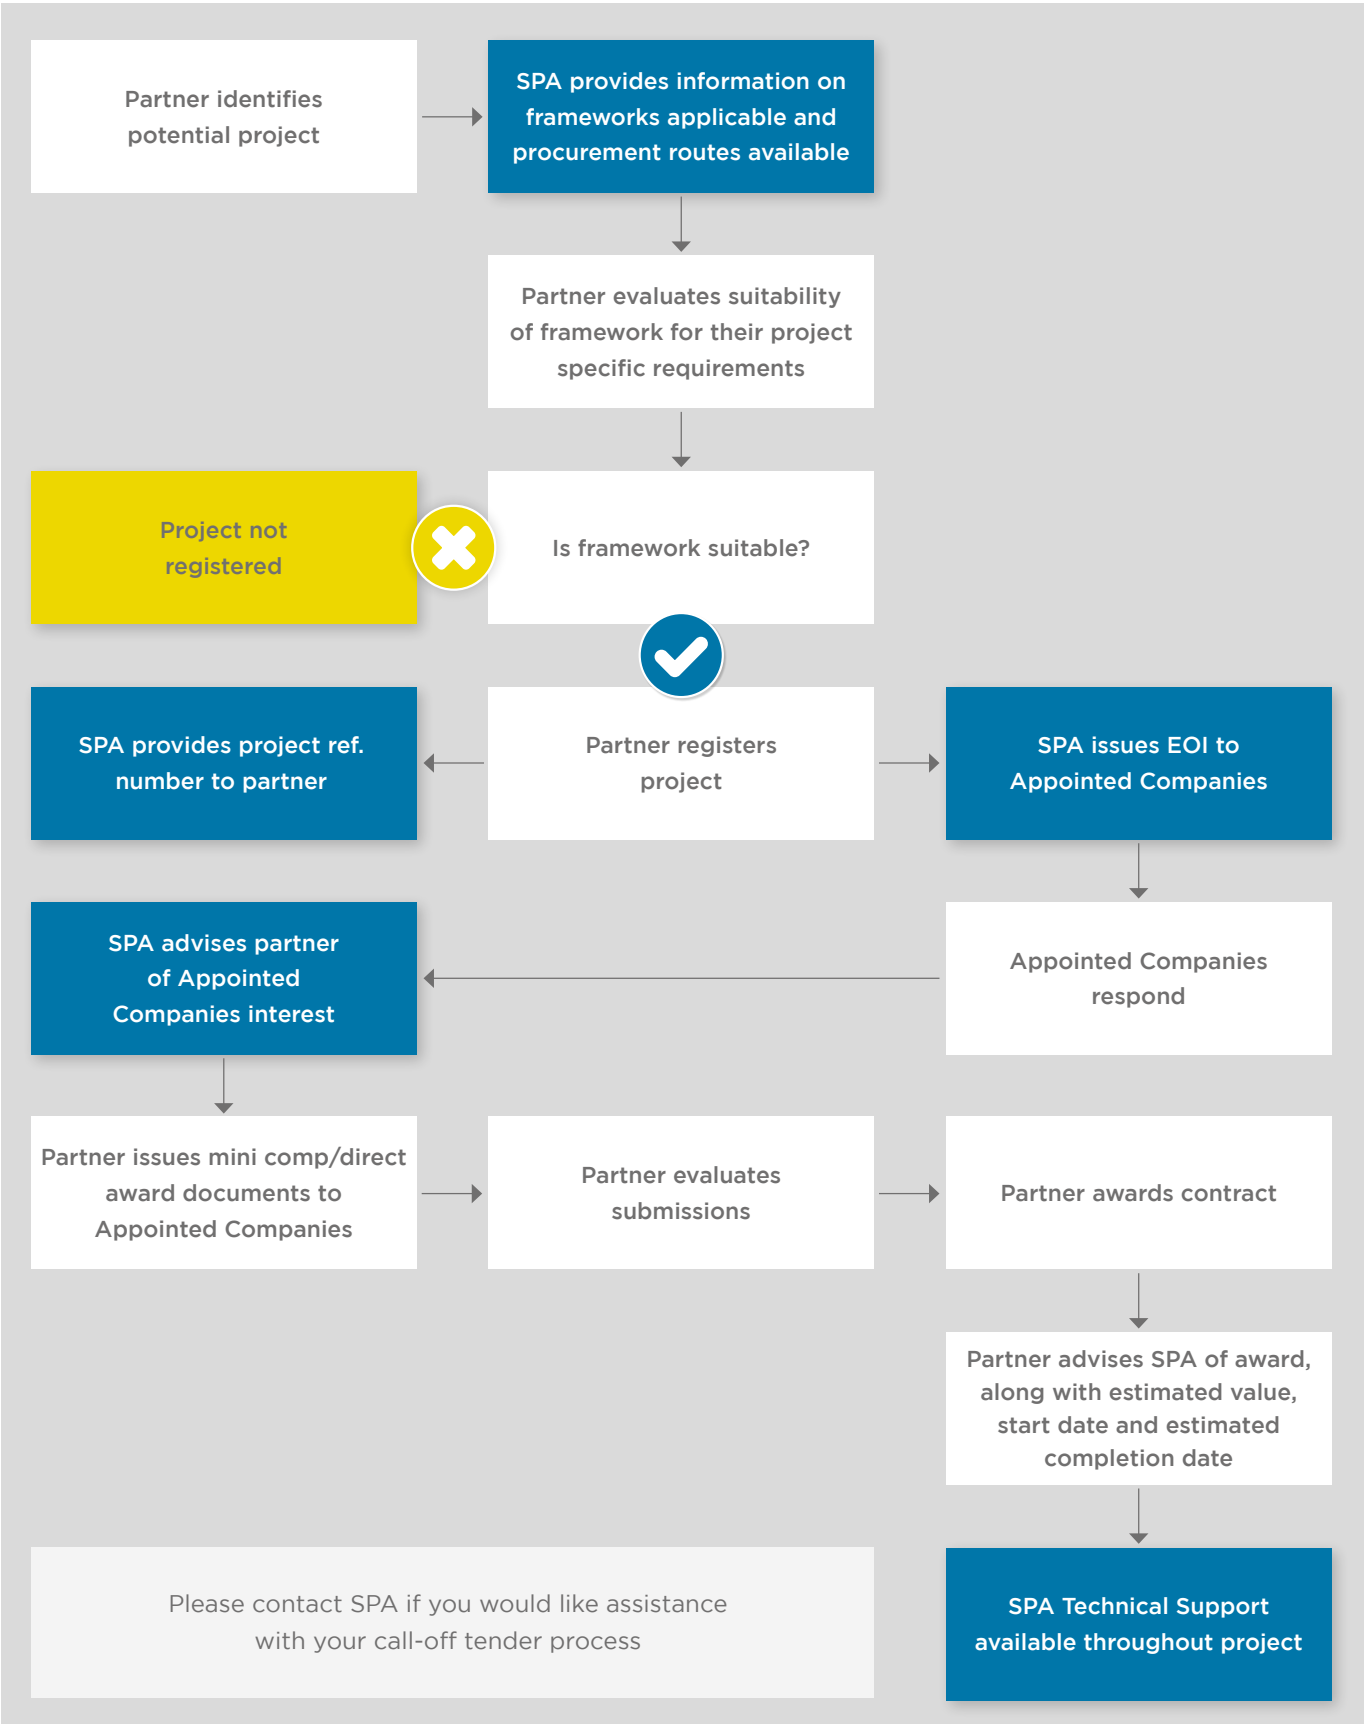 Partner identifies
potential project
SPA provides information on
frameworks applicable and
procurement routes available
Partner evaluates suitability
of framework for their project
specific requirements
Project not
registered
Is framework suitable?
SPA provides project ref.
number to partner
Partner registers
project
SPA issues EOI to
Appointed Companies
SPA advises partner
of Appointed
Companies interest
Appointed Companies
respond
Partner issues mini comp/direct
award documents to
Appointed Companies
Partner evaluates
submissions
Partner awards contract
Partner advises SPA of award,
along with estimated value,
start date and estimated
completion date
Please contact SPA if you would like assistance
with your call-off tender process
SPA Technical Support
available throughout project